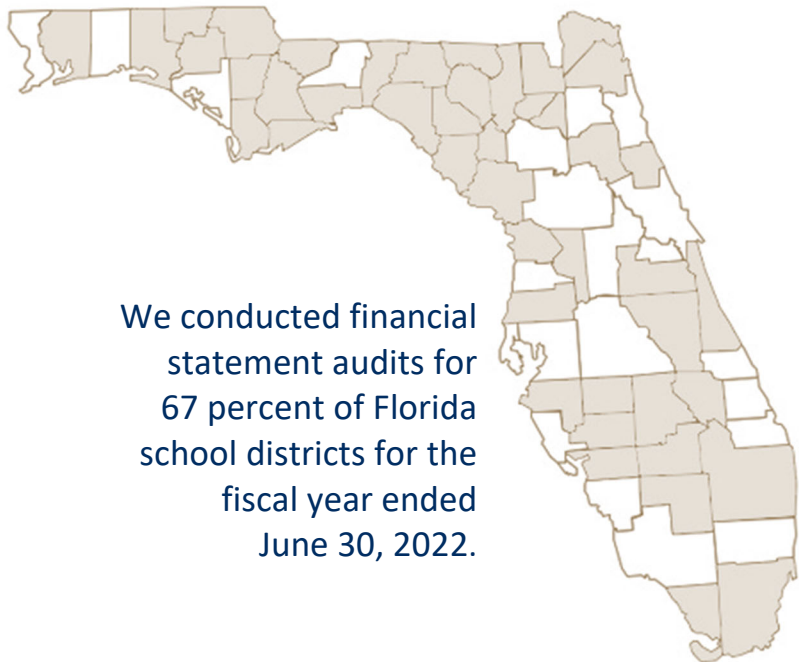 We conducted financial
statement audits for
67 percent of Florida
school districts for the
fiscal year ended
June 30, 2022.